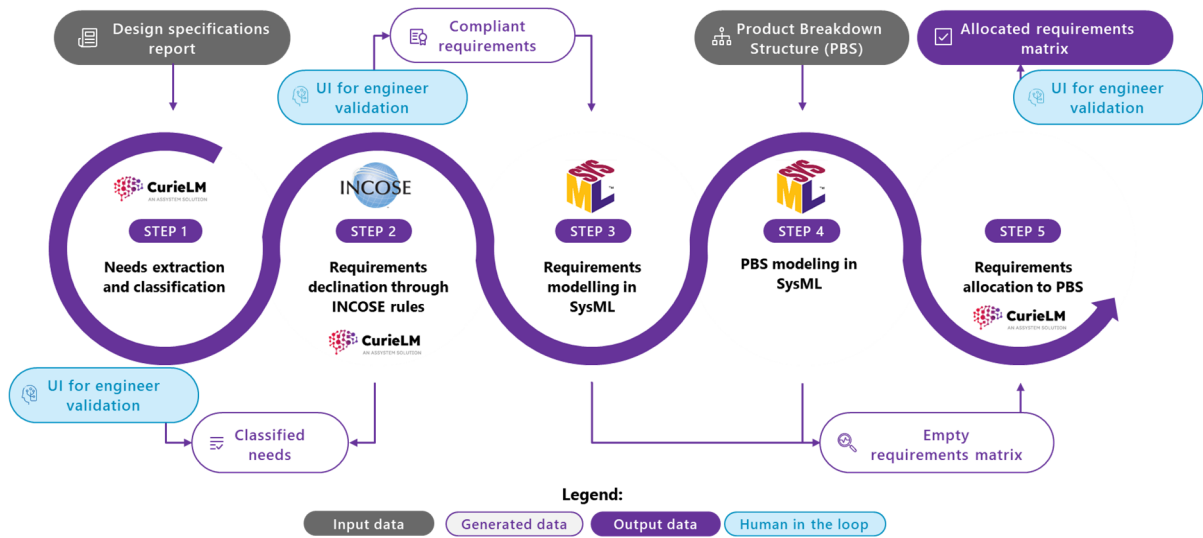 Design specifications
report
Compliant
requirements
Product Breakdown
Structure (PBS)
Allocated requirements
matrix
UI for engineer
validation
UI for engineer
validation
CurieLM
AN ASSYSTEM SOLUTION
STEP 1
Needs extraction
and classification
INCOSE
STEP 2
Requirements
declination through
INCOSE rules
CurieLM
AN ASSYSTEM SOLUTION
SYS
ML™
STEP 3
Requirements
modelling in
SysML
SYS
ML™
STEP 4
PBS modeling in
SysML
STEP 5
Requirements
allocation to PBS
CurieLM
AN ASSYSTEM SOLUTION
UI for engineer
validation
Classified
needs
Empty
requirements matrix
Legend:
Input data
Generated data
Output data
Human in the loop